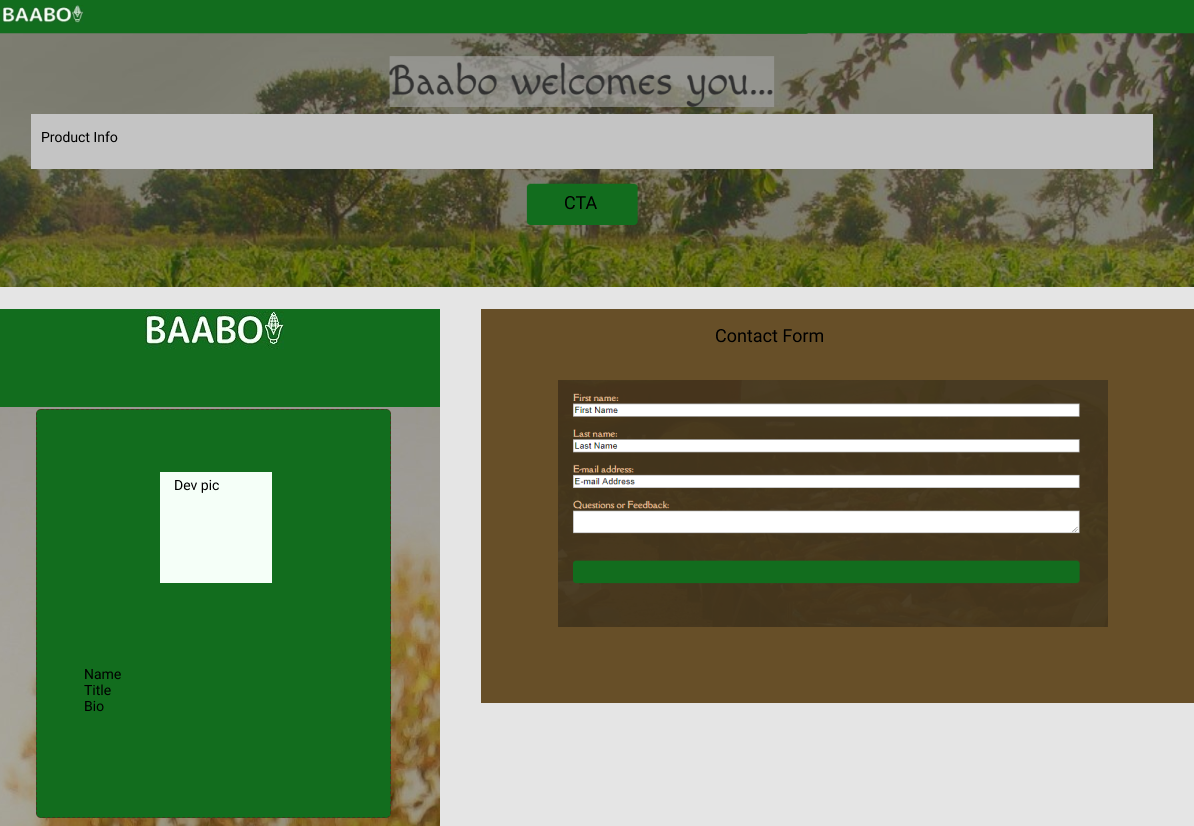 BAABO
Baabo welcomes you...
Product Info
CTA
BAABO
Dev pic
Name
Title
Bio
Contact Form
First name:
First Name
Last name:
Last Name
E-mail address:
E-mail Address
Questions or Feedback: